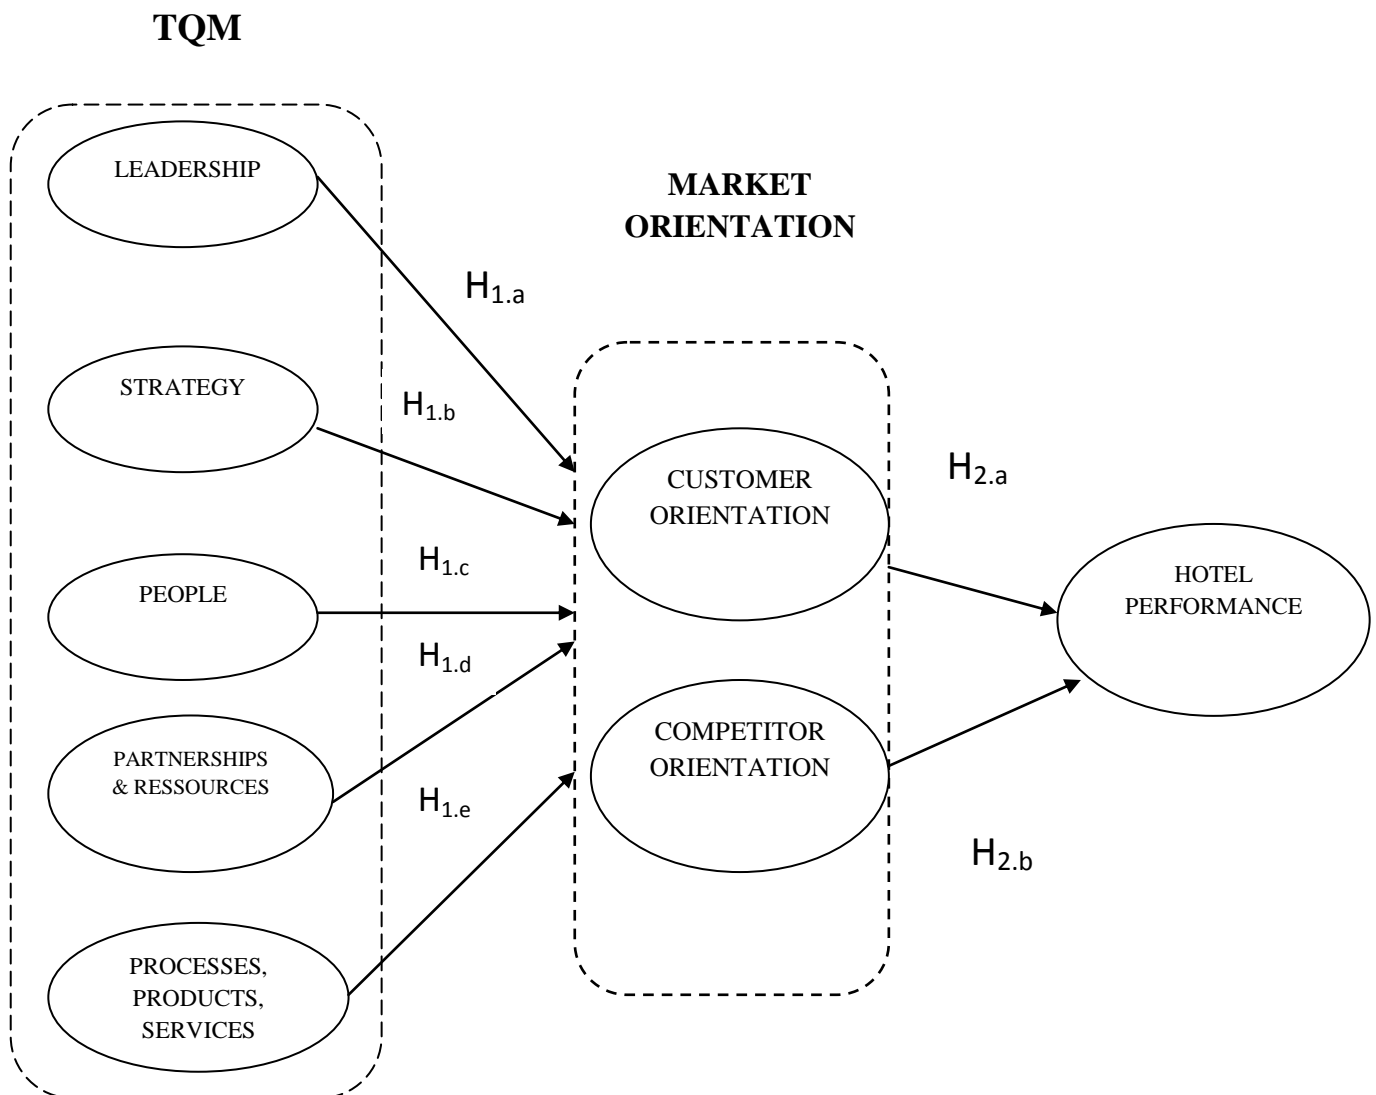 TQM
LEADERSHIP
STRATEGY
PEOPLE
PARTNERSHIPS
& RESSOURCES
PROCESSES,
PRODUCTS,
SERVICES
H1.a
H1.b
H1.c
H1.d
H1.e
MARKET
ORIENTATION
CUSTOMER
ORIENTATION
COMPETITOR
ORIENTATION
H2.a
H2.b
HOTEL
PERFORMANCE